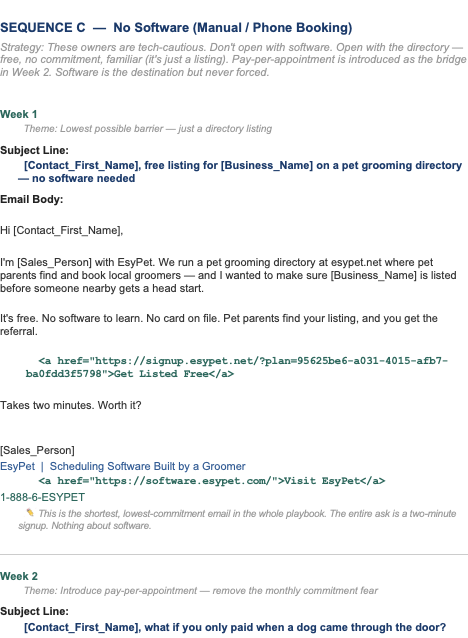 SEQUENCE C — No Software (Manual / Phone Booking)
Strategy: These owners are tech-cautious. Don't open with software. Open with the directory —
free, no commitment, familiar (it's just a listing). Pay-per-appointment is introduced as the bridge
in Week 2. Software is the destination but never forced.
Week 1
Theme: Lowest possible barrier — just a directory listing
Subject Line:
[Contact_First_Name], free listing for [Business_Name] on a pet grooming directory
— no software needed
Email Body:
Hi [Contact_First_Name],
I'm [Sales_Person] with EsyPet. We run a pet grooming directory at esypet.net where pet
parents find and book local groomers — and I wanted to make sure [Business_Name] is listed
before someone nearby gets a head start.
It's free. No software to learn. No card on file. Pet parents find your listing, and you get the
referral.
<a href="https://signup.esypet.net/?plan=95625be6-a031-4015-afb7-
ba0fdd3f5798">Get Listed Free</a>
Takes two minutes. Worth it?
[Sales_Person]
EsyPet | Scheduling Software Built by a Groomer
<a href="https://software.esypet.com/">Visit EsyPet</a>
1-888-6-ESYPET
✏️ This is the shortest, lowest-commitment email in the whole playbook. The entire ask is a two-minute
signup. Nothing about software.
Week 2
Theme: Introduce pay-per-appointment — remove the monthly commitment fear
Subject Line:
[Contact_First_Name], what if you only paid when a dog came through the door?